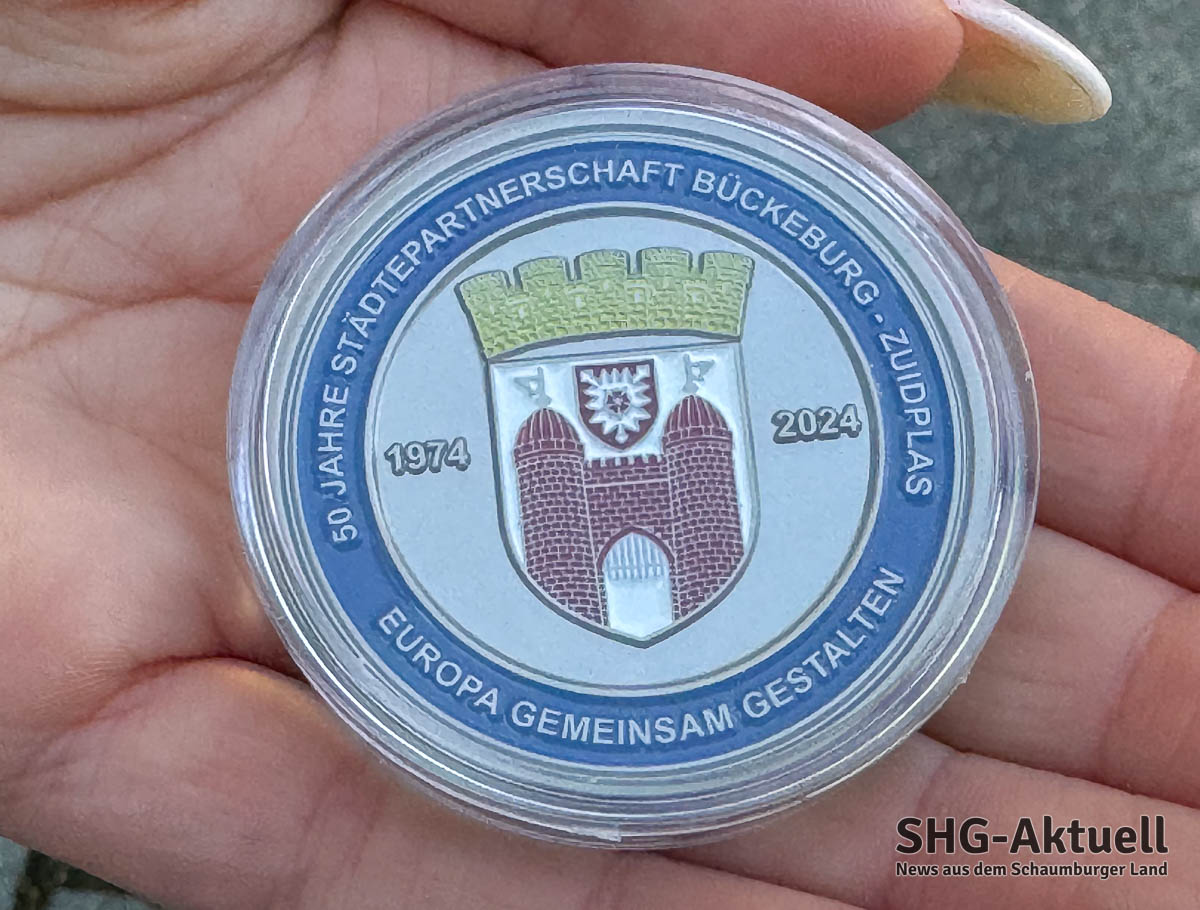 50 JAHRE STÄDTEPARTNERSCHAFT BÜCKEBURG - ZUIDPLAS
1974
2024
EUROPA GEMEINSAM GESTALTEN
SHG-Aktuell
News aus dem Schaumburger Land